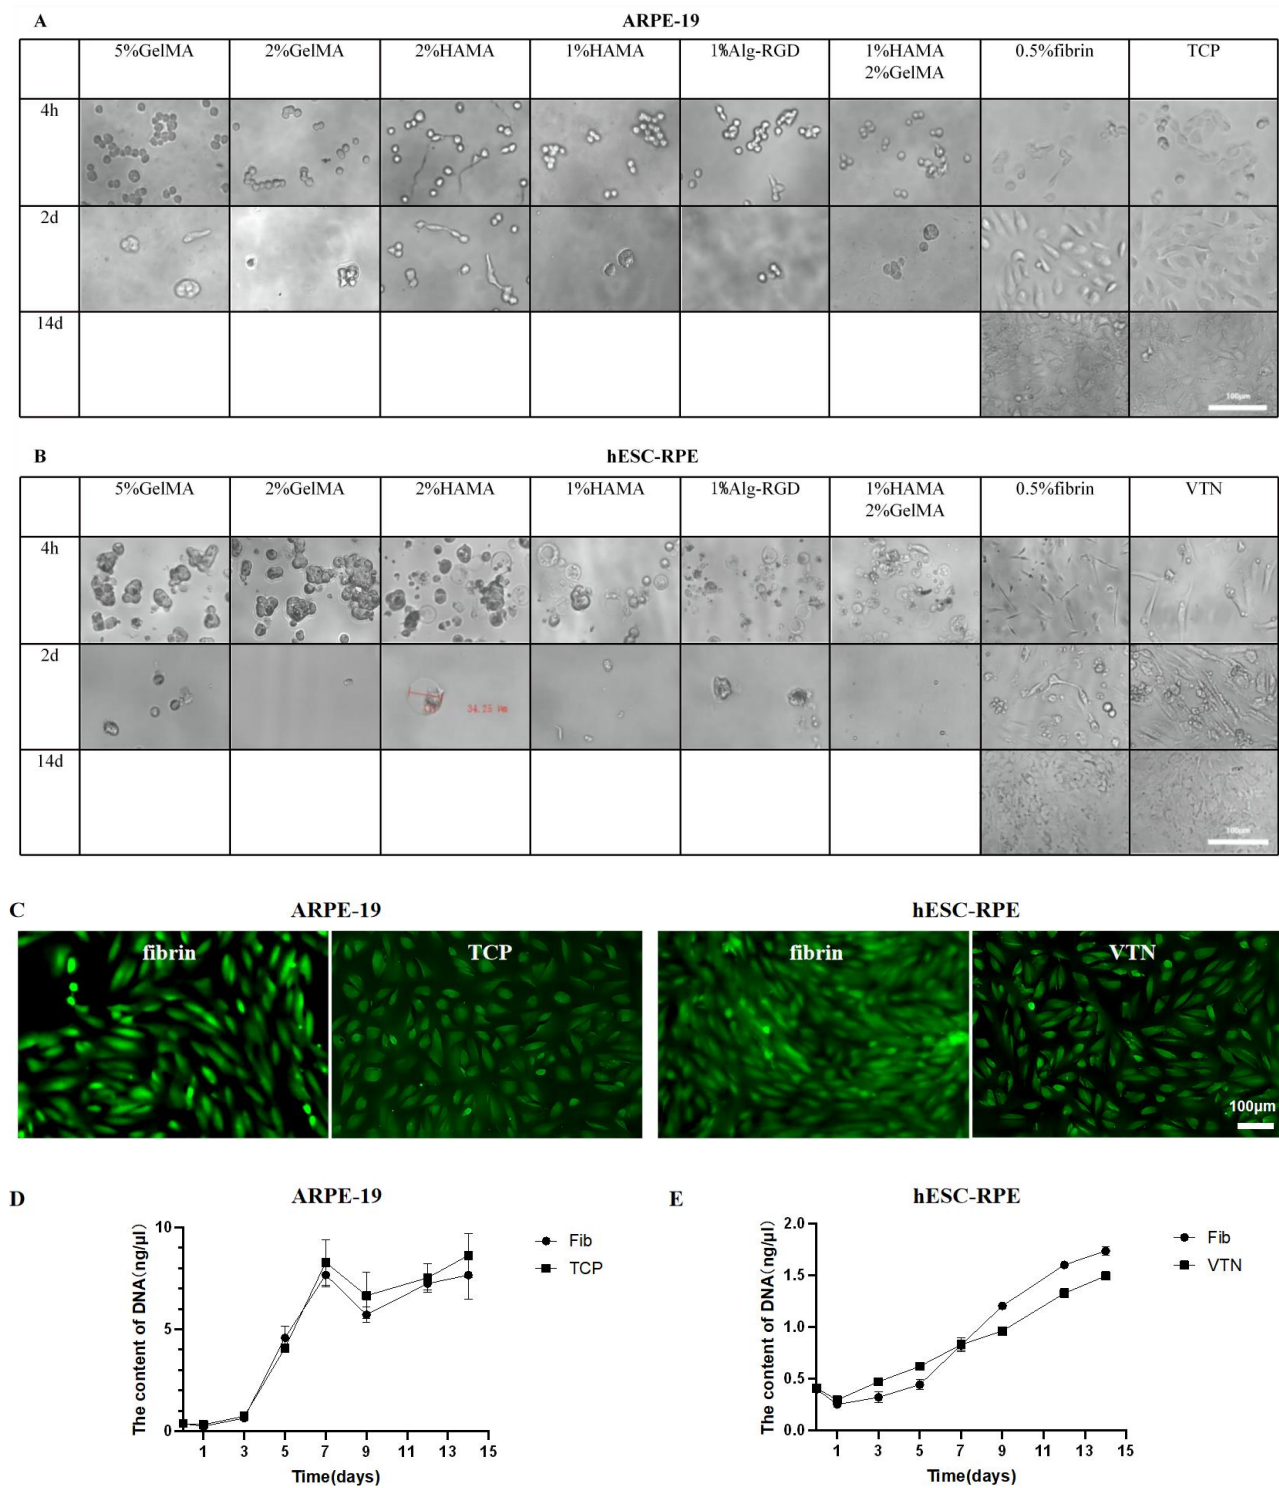 A
ARPE-19
5%GelMA 2%GelMA 2%HAMA 1%HAMA 1%Alg-RGD 1%HAMA 0.5%fibrin TCP
2%GelMA
4h
2d
14d
100μm
B
hESC-RPE
5%GelMA 2%GelMA 2%HAMA 1%HAMA 1%Alg-RGD 1%HAMA 0.5%fibrin VTN
2%GelMA
4h
2d
34.25 μm
14d
100μm
C
ARPE-19
hESC-RPE
fibrin TCP fibrin VTN
100μm
D
ARPE-19
The content of DNA(ng/μl)
10
5
0
1 3 5 7 9 11 13 15
Time(days)
Fib
TCP
E
hESC-RPE
The content of DNA(ng/μl)
2.0
1.5
1.0
0.5
0.0
1 3 5 7 9 11 13 15
Time(days)
Fib
VTN